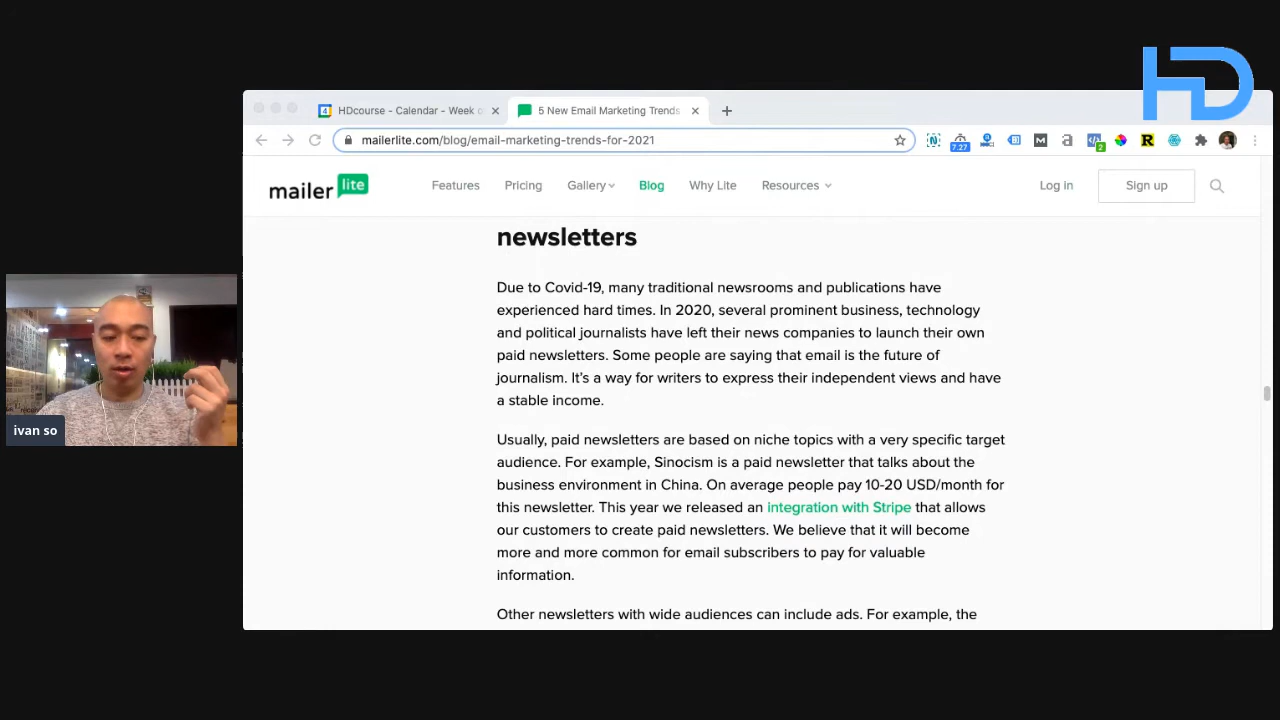 HD
HDcourse - Calendar - Week o
5 New Email Marketing Trends
mailerlite.com/blog/email-marketing-trends-for-2021
7.27
2
mailer lite
Features
Pricing
Gallery
Blog
Why Lite
Resources
Log in
Sign up
newsletters
Due to Covid-19, many traditional newsrooms and publications have
experienced hard times. In 2020, several prominent business, technology
and political journalists have left their news companies to launch their own
paid newsletters. Some people are saying that email is the future of
journalism. It’s a way for writers to express their independent views and have
a stable income.
Usually, paid newsletters are based on niche topics with a very specific target
audience. For example, Sinocism is a paid newsletter that talks about the
business environment in China. On average people pay 10-20 USD/month for
this newsletter. This year we released an integration with Stripe that allows
our customers to create paid newsletters. We believe that it will become
more and more common for email subscribers to pay for valuable
information.
Other newsletters with wide audiences can include ads. For example, the
ivan so